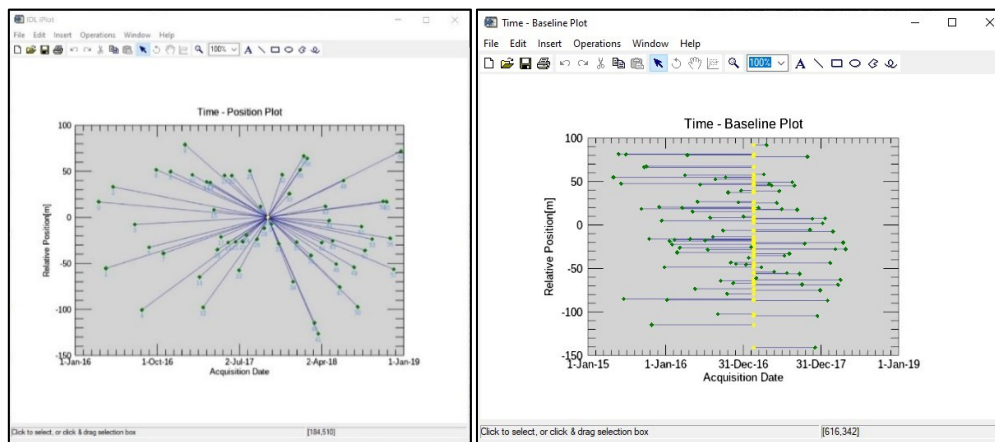 IDL iPlot
File Edit Insert Operations Window Help
100%
A
Time - Position Plot
100
50
0
-50
-100
-150
Relative Position[m]
1-Jan-16 1-Oct-16 2-Jul-17 2-Apr-18 1-Jan-19
Acquisition Date
Click to select, or click & drag selection box [184,510]
Time - Baseline Plot
File Edit Insert Operations Window Help
100%
A
Time - Baseline Plot
100
50
0
-50
-100
-150
Relative Position[m]
1-Jan-15 1-Jan-16 31-Dec-16 31-Dec-17 1-Jan-19
Acquisition Date
Click to select, or click & drag selection box [616,342]